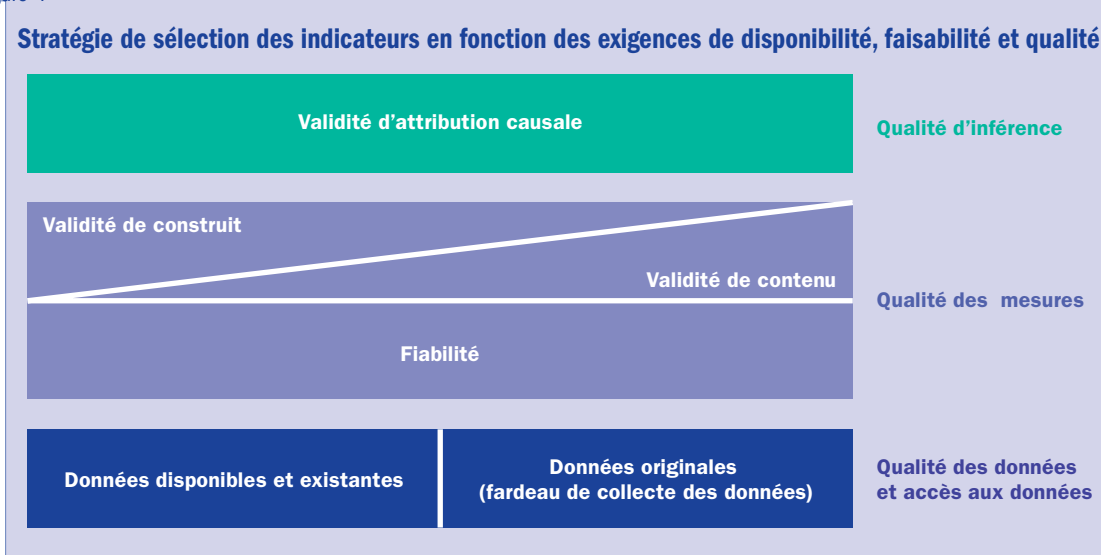 Stratégie de sélection des indicateurs en fonction des exigences de disponibilité, faisabilité et qualité
Validité d'attribution causale
Qualité d'inférence
Validité de construit
Validité de contenu
Qualité des mesures
Fiabilité
Données disponibles et existantes
Données originales
(fardeau de collecte des données)
Qualité des données
et accès aux données